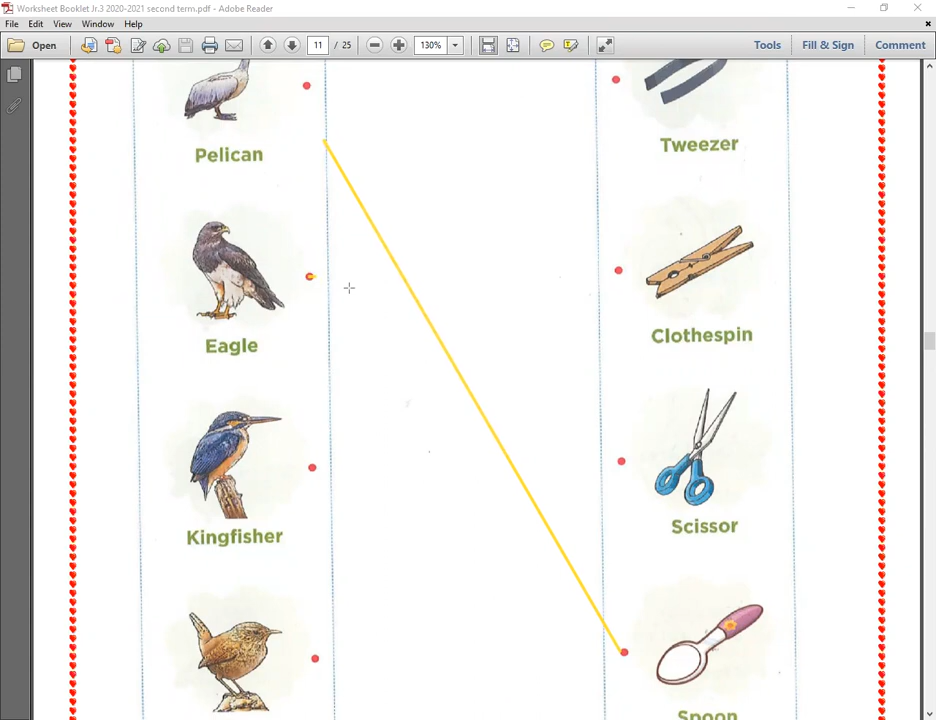 Worksheet Booklet Jr.3 2020-2021 second term.pdf - Adobe Reader
File Edit View Window Help
Open 11 / 25 130% Tools Fill & Sign Comment
Pelican
Tweezer
Eagle
Clothespin
Kingfisher
Scissor
Spoon